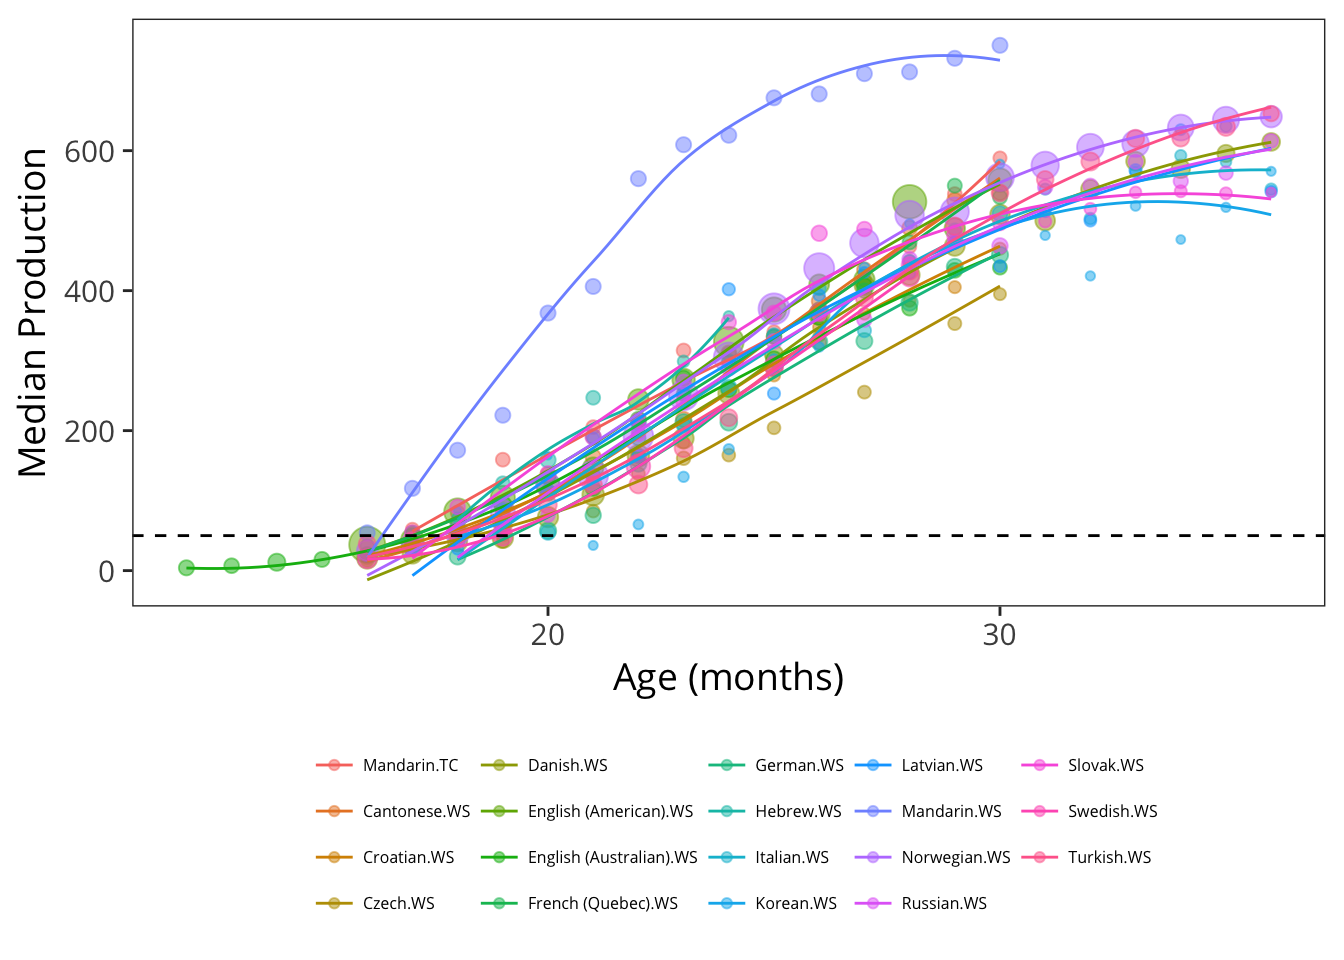 Median Production
600
400
200
0
20 30
Age (months)
Mandarin.TC Danish.WS German.WS Latvian.WS Slovak.WS
Cantonese.WS English (American).WS Hebrew.WS Mandarin.WS Swedish.WS
Croatian.WS English (Australian).WS Italian.WS Norwegian.WS Turkish.WS
Czech.WS French (Quebec).WS Korean.WS Russian.WS